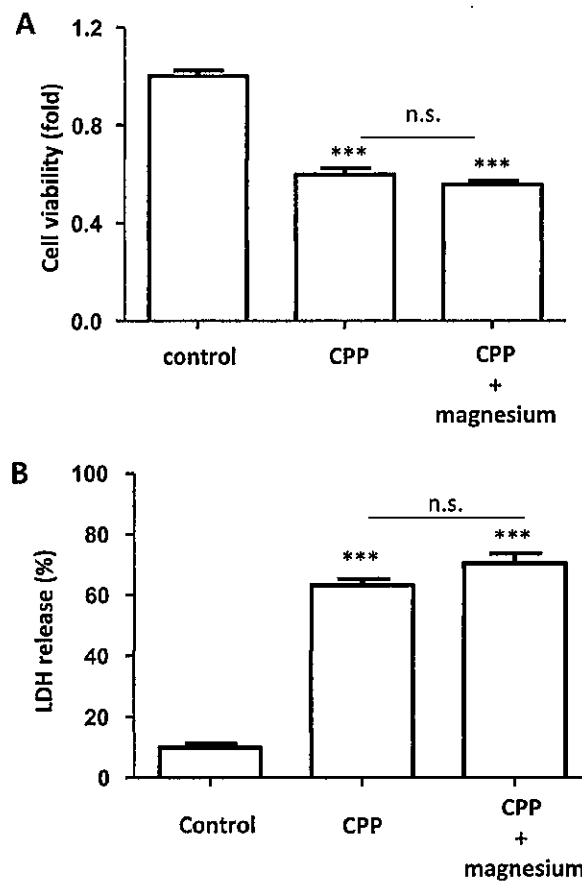 A
1.2
0.8
0.4
0.0
Cell viability (fold)
n.s.
***
***
control
CPP
CPP
+
magnesium
B
100
80
60
40
20
0
LDH release (%)
n.s.
***
***
Control
CPP
CPP
+
magnesium